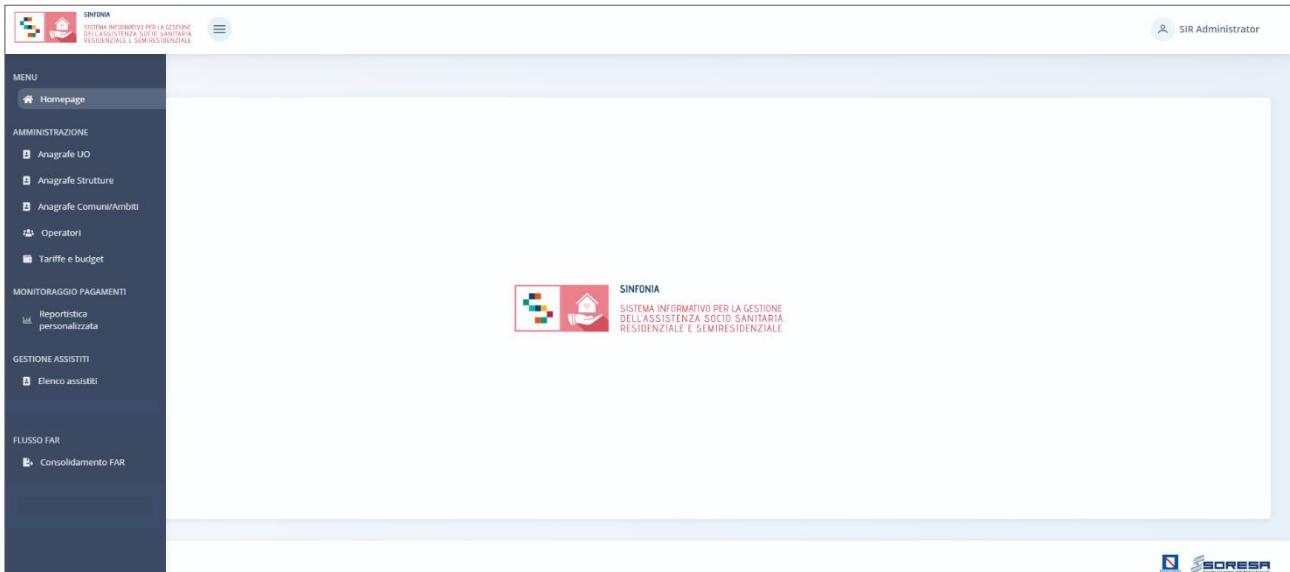 SINFONIA
SISTEMA INFORMATIVO PER LA GESTIONE
DELL'ASSISTENZA SOCIO SANITARIA
RESIDENZIALE E SEMIRESIDENZIALE
SIR Administrator
MENU
Homepage
AMMINISTRAZIONE
Anagrafe UO
Anagrafe Strutture
Anagrafe Comuni/Ambiti
Operatori
Tariffe e budget
MONITORAGGIO PAGAMENTI
Reportistica
personalizzata
GESTIONE ASSISTITI
Elenco assistiti
FLUSSO FAR
Consolidamento FAR
SINFONIA
SISTEMA INFORMATIVO PER LA GESTIONE
DELL'ASSISTENZA SOCIO SANITARIA
RESIDENZIALE E SEMIRESIDENZIALE
SORESA